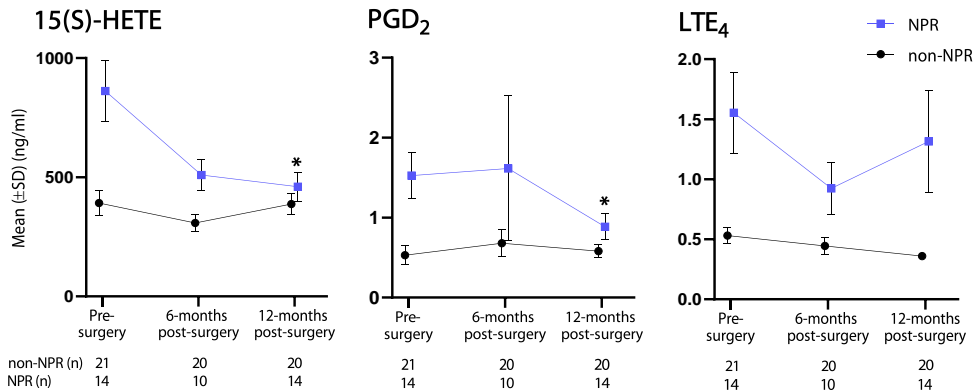 15(S)-HETE
Mean (±SD) (ng/ml)
1000
500
0
*
Pre-
surgery
6-months
post-surgery
12-months
post-surgery
PGD2
3
2
1
0
*
Pre-
surgery
6-months
post-surgery
12-months
post-surgery
LTE4
NPR
non-NPR
2.0
1.5
1.0
0.5
0.0
Pre-
surgery
6-months
post-surgery
12-months
post-surgery
non-NPR (n) 21 20 20 21 20 20 21 20 20
NPR (n) 14 10 14 14 10 14 14 10 14